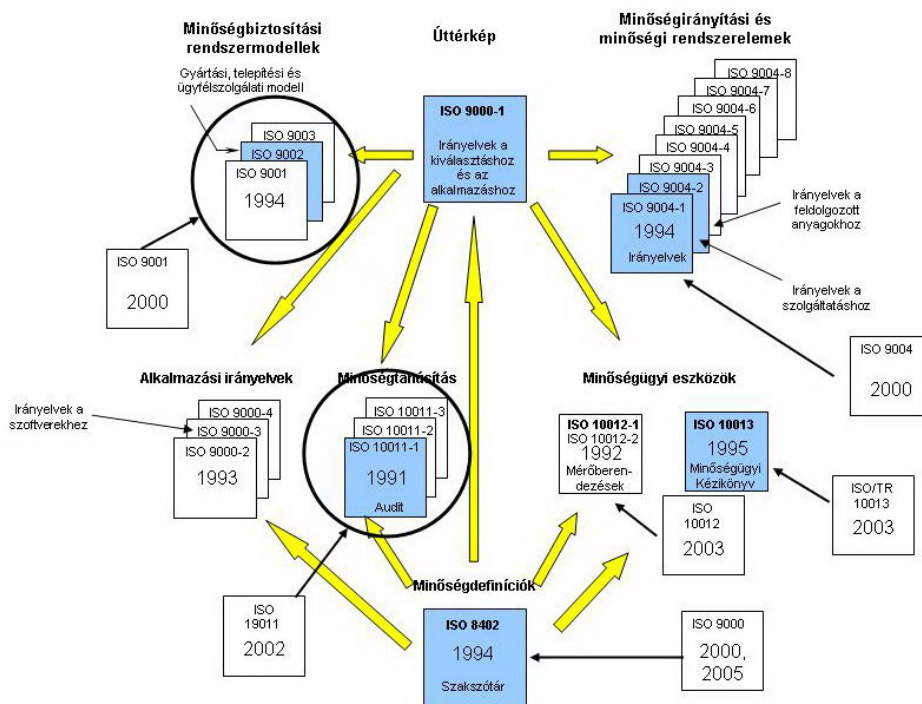 Minőségbiztosítási
rendszermodellek
Úttérkép
Minőségirányítási és
minőségi rendszerelemek
Gyártási, telepítési és
ügyfélszolgálati modell
ISO 9003
ISO 9002
ISO 9001
1994
ISO 9001
2000
ISO 9000-1
Irányelvek a
kiválasztáshoz
és az
alkalmazáshoz
ISO 9004-8
ISO 9004-7
ISO 9004-6
ISO 9004-5
ISO 9004-4
ISO 9004-3
ISO 9004-2
ISO 9004-1
1994
Irányelvek
Irányelvek a
feldolgozott
anyagokhoz
Irányelvek a
szolgáltatáshoz
ISO 9004
2000
Alkalmazási irányelvek
Irányelvek a
szoftverekhez
ISO 9000-4
ISO 9000-3
ISO 9000-2
1993
Minőségtanúsítás
ISO 10011-3
ISO 10011-2
ISO 10011-1
1991
Audit
ISO
19011
2002
Minőségügyi eszközök
ISO 10012-1
ISO 10012-2
1992
Mérőberen-
dezések
ISO 10013
1995
Minőségügyi
Kézikönyv
ISO
10012
2003
ISO/TR
10013
2003
Minőségdefiníciók
ISO 8402
1994
Szakszótár
ISO 9000
2000,
2005